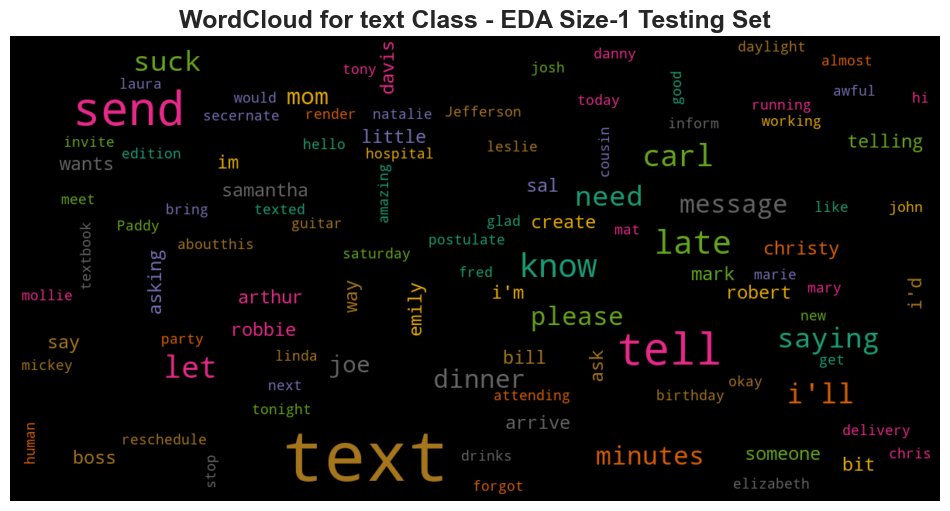 WordCloud for text Class - EDA Size-1 Testing Set
suck
tony
davis
josh
danny
daylight
almost
laura
send
would
mom
today
good
running
awful
hi
secernate
render
natalie
Jefferson
inform
working
invite
edition
hello
little
hospital
leslie
cousin
carl
telling
wants
im
samantha
amazing
sal
need
message
like
john
meet
bring
texted
guitar
glad
create
mat
Paddy
aboutthis
postulate
late
christy
textbook
saturday
fred
know
mark
marie
mollie
asking
arthur
way
emily
i'm
robert
mary
i'd
robbie
please
new
say
party
tell
saying
mickey
let
linda
joe
bill
ask
get
next
dinner
attending
birthday
okay
i'll
tonight
arrive
human
reschedule
text
delivery
boss
stop
drinks
minutes
someone
bit
chris
forgot
elizabeth